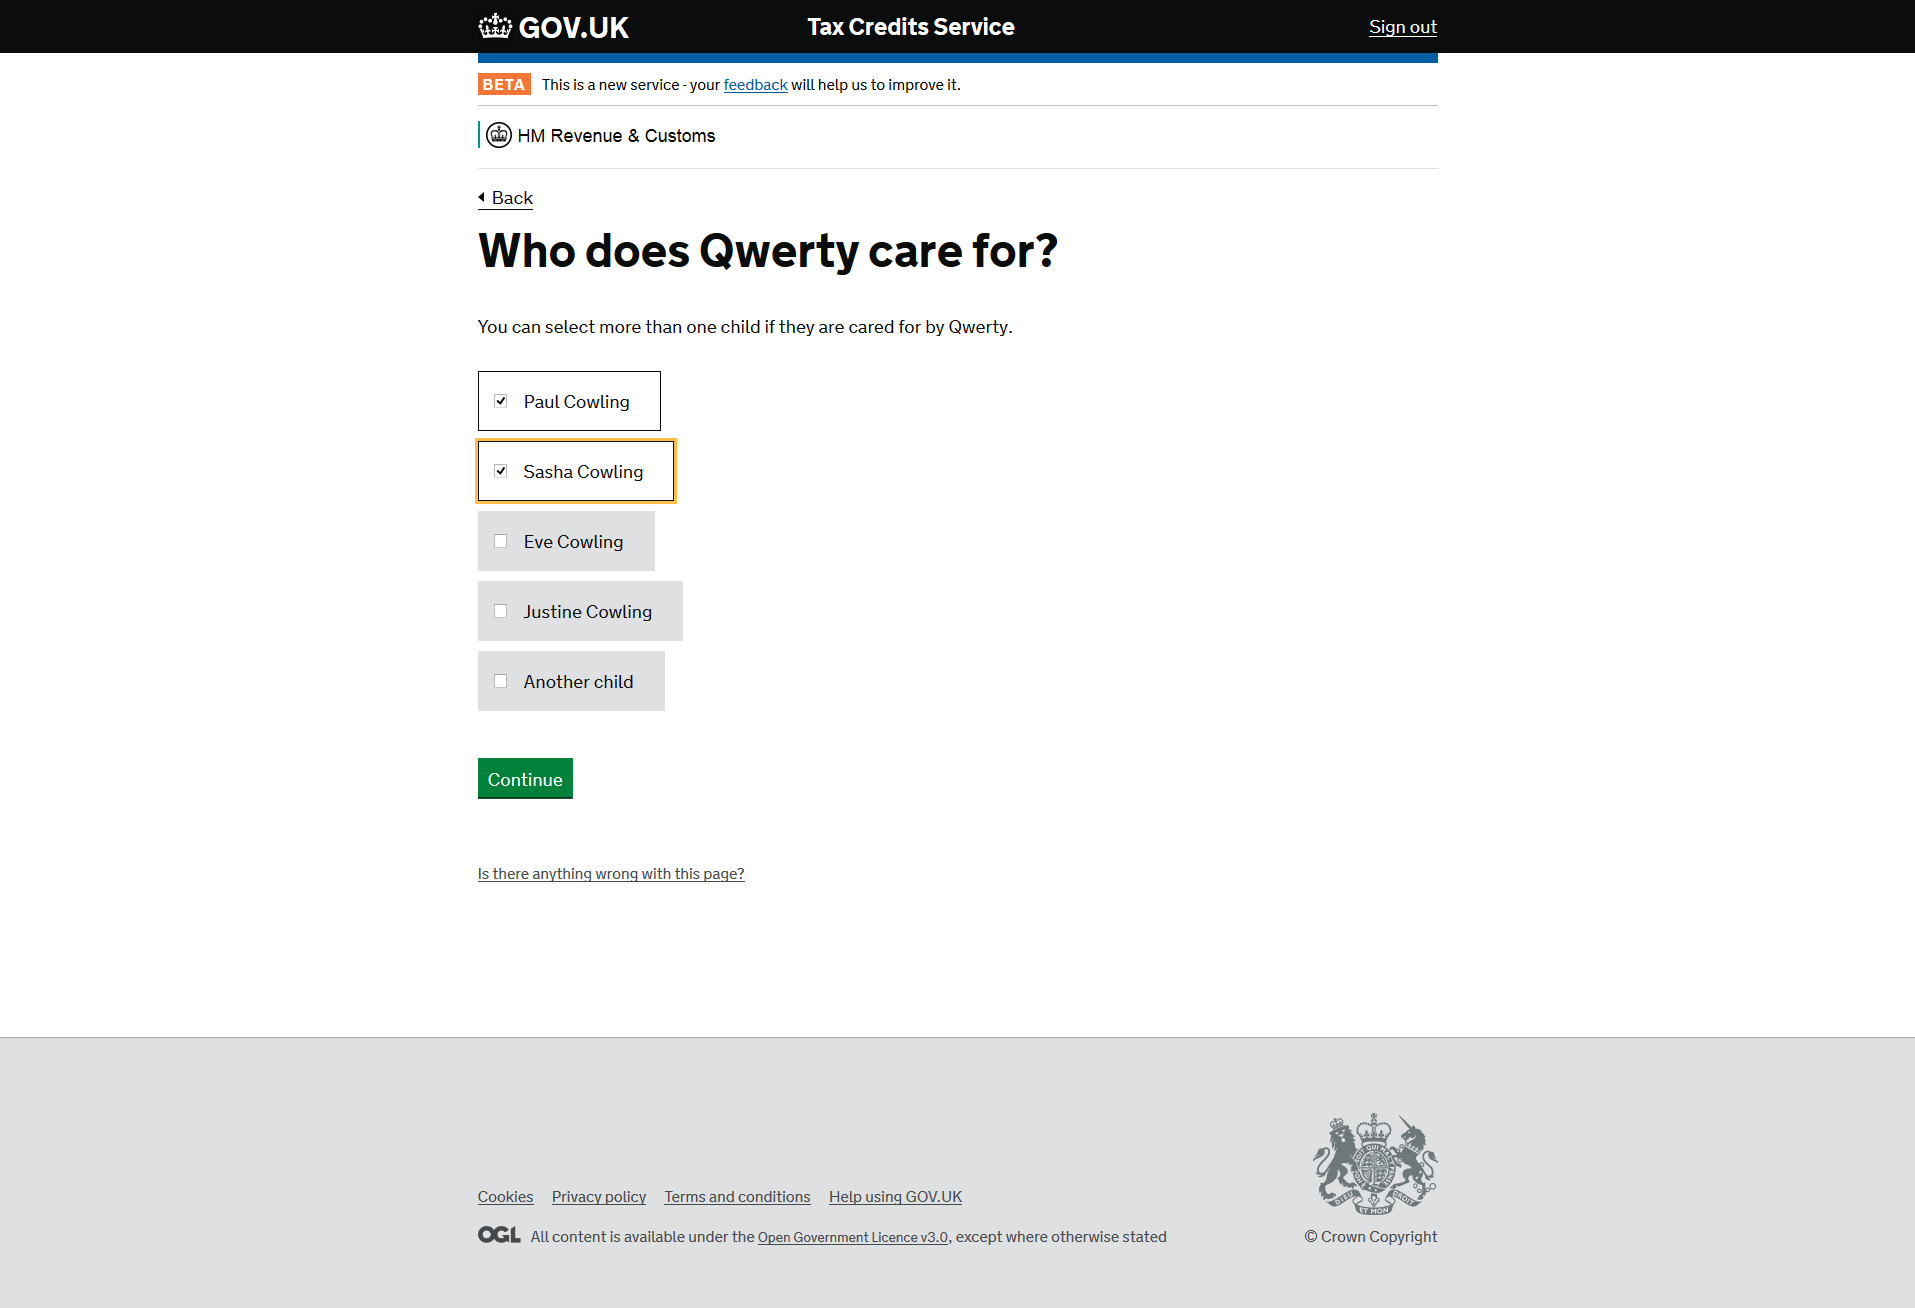 GOV.UK
Tax Credits Service
Sign out
BETA This is a new service - your feedback will help us to improve it.
HM Revenue & Customs
Back
Who does Qwerty care for?
You can select more than one child if they are cared for by Qwerty.
Paul Cowling
Sasha Cowling
Eve Cowling
Justine Cowling
Another child
Continue
Is there anything wrong with this page?
Cookies Privacy policy Terms and conditions Help using GOV.UK
OGL All content is available under the Open Government Licence v3.0, except where otherwise stated
DIEU ET MON DROIT
© Crown Copyright